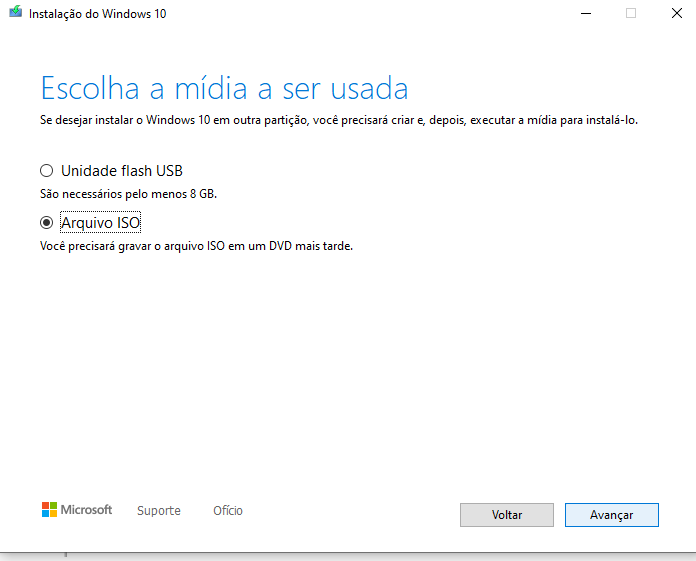 Instalação do Windows 10
Escolha a mídia a ser usada
Se desejar instalar o Windows 10 em outra partição, você precisará criar e, depois, executar a mídia para instalá-lo.
Unidade flash USB
São necessários pelo menos 8 GB.
Arquivo ISO
Você precisará gravar o arquivo ISO em um DVD mais tarde.
Microsoft Suporte Ofício Voltar Avançar